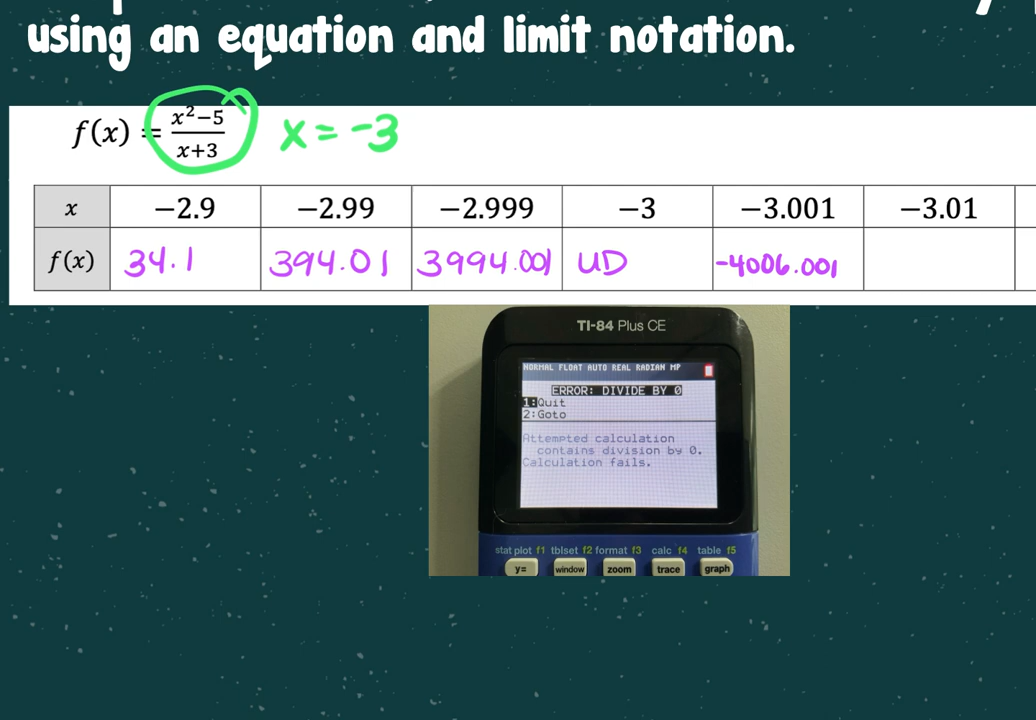 using an equation and limit notation.
f(x) = x²−5 / x+3 x = -3
x −2.9 −2.99 −2.999 −3 −3.001 −3.01
f(x) 34.1 394.01 3994.001 UD -4006.001
TI-84 Plus CE
NORMAL FLOAT AUTO REAL RADIAN MP
ERROR: DIVIDE BY 0
1:Quit
2:Goto
Attempted calculation
contains division by 0.
Calculation fails.
stat plot f1 tblset f2 format f3 calc f4 table f5
y= window zoom trace graph